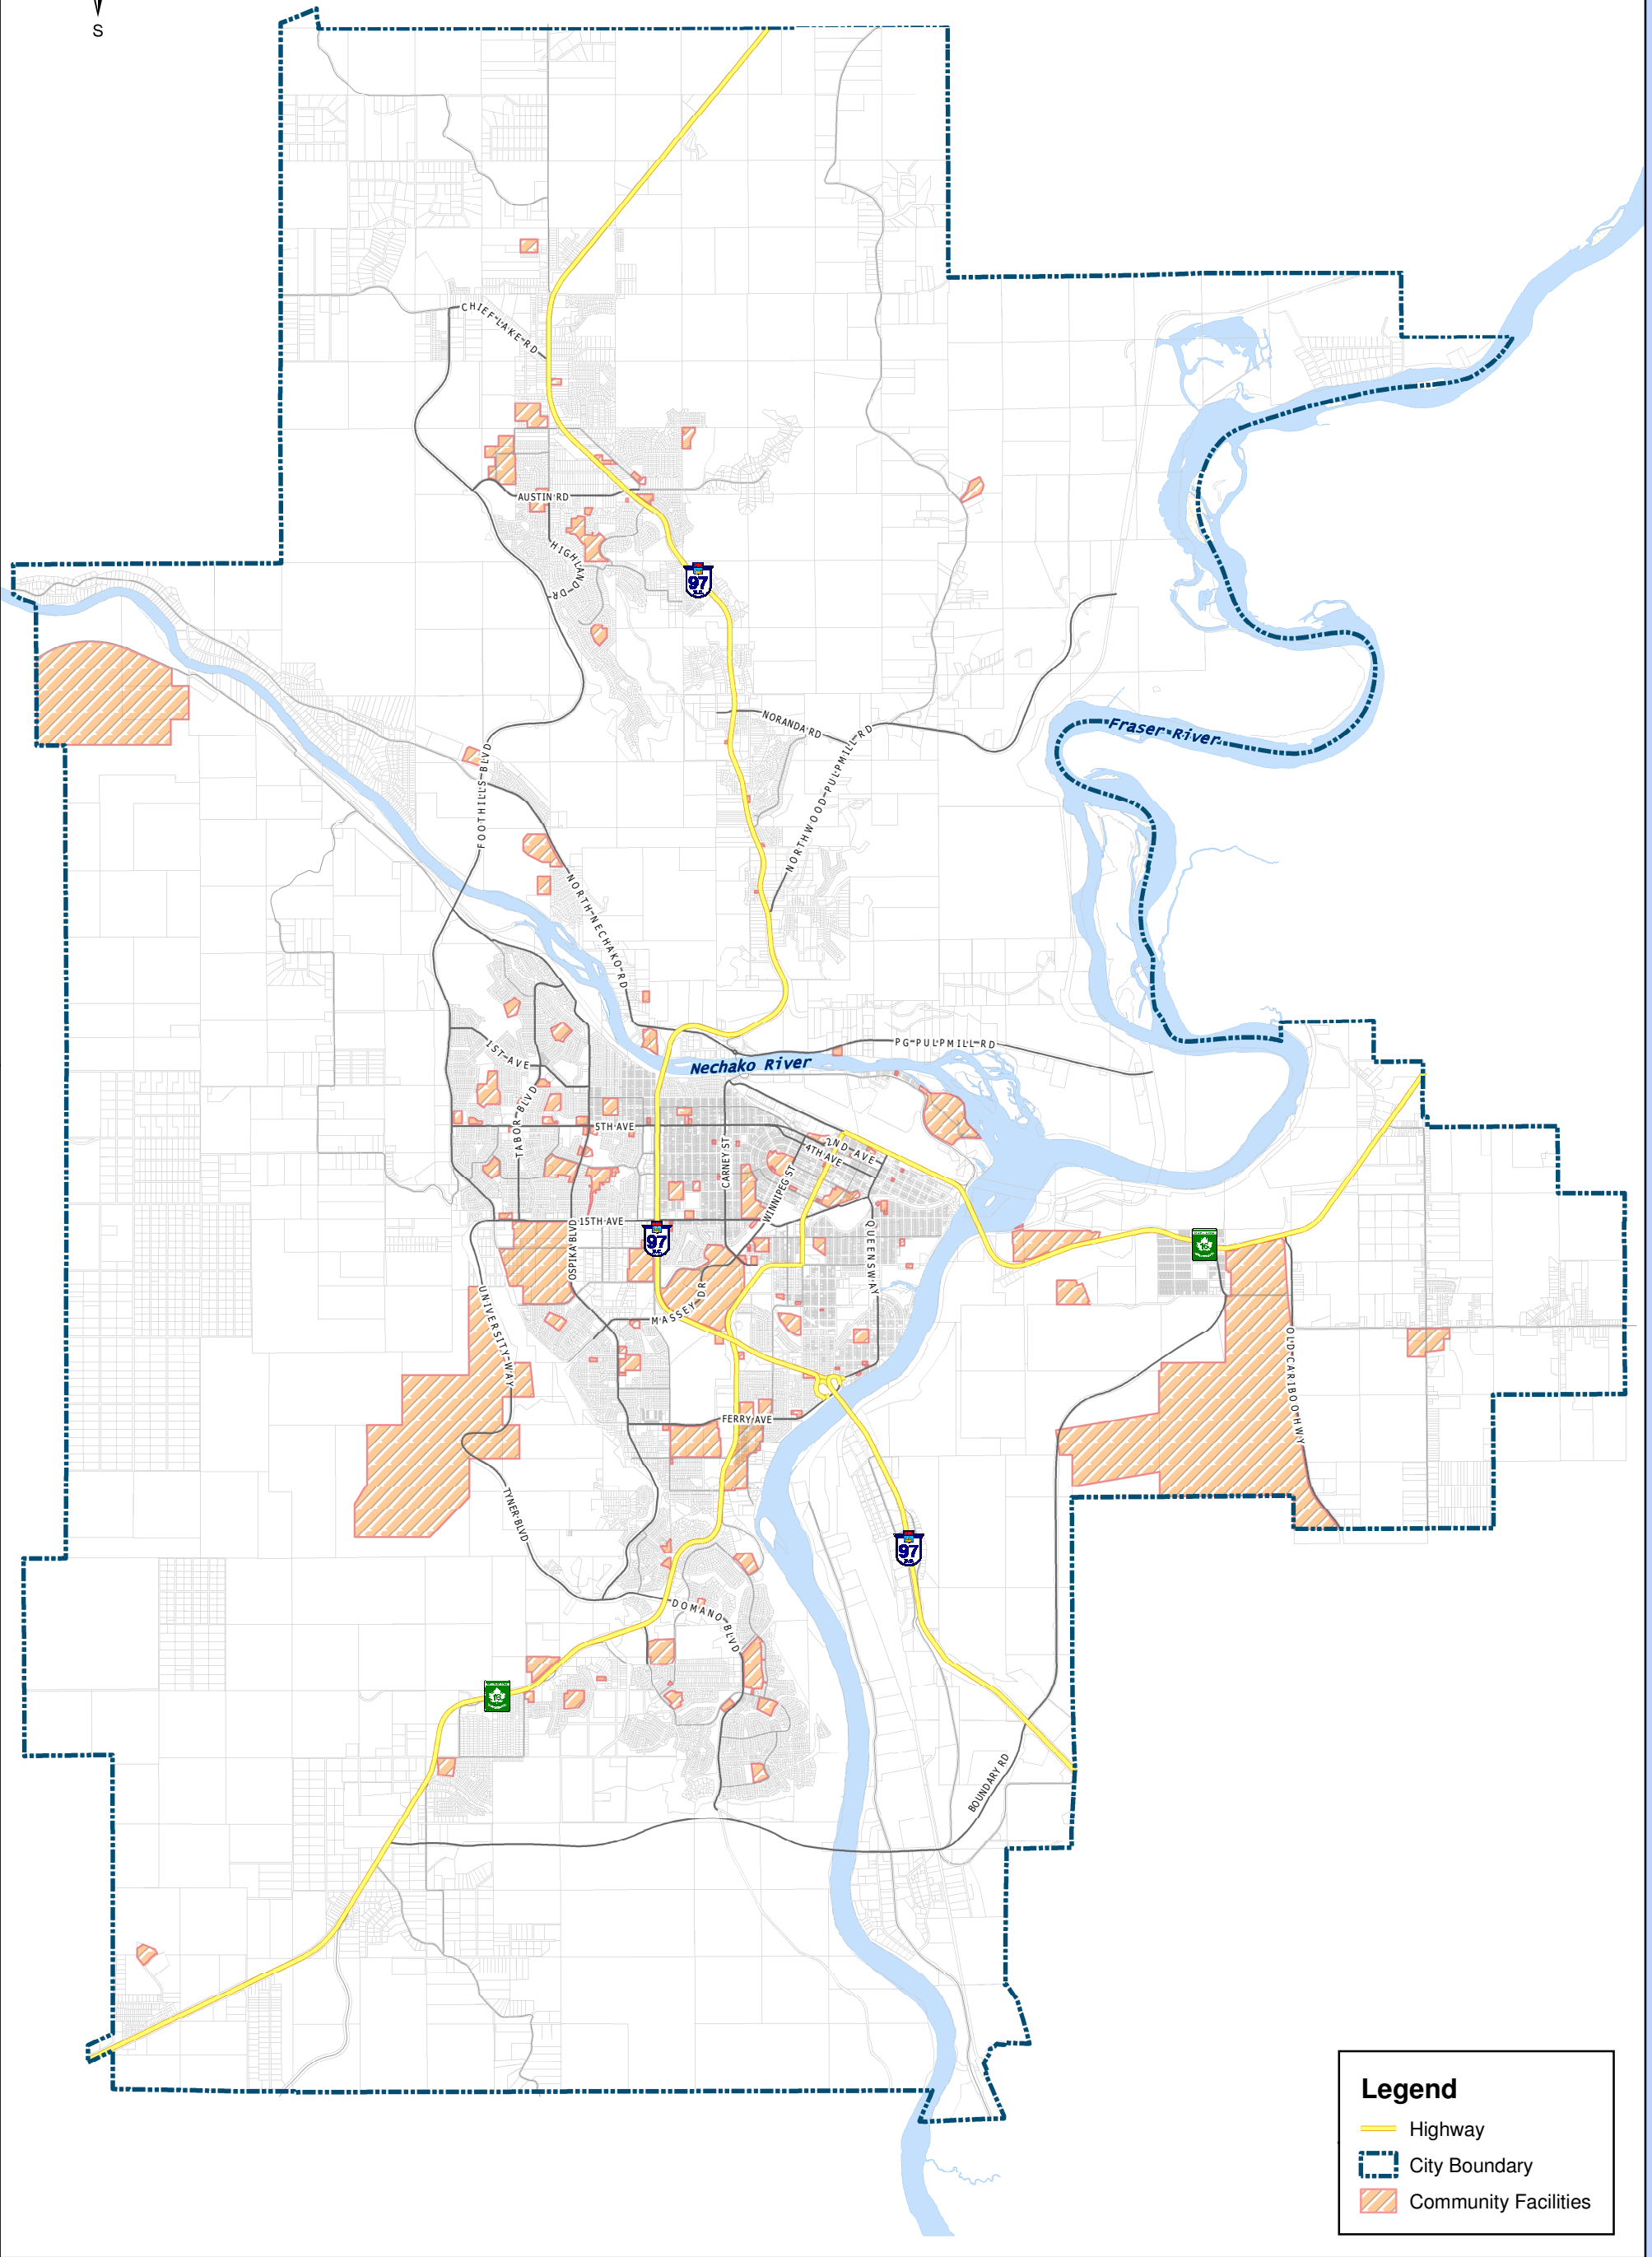 S
CHIEF LAKE RD
AUSTIN RD
HIGHLAND DR
97
NORANDA RD
Fraser River
FOOTHILLS BLVD
NORTHWOOD PULPMILL RD
NORTH NECHAKO RD
PG PULPMILL RD
1ST AVE
Nechako River
TABOR BLVD
5TH AVE
CARNEY ST
2ND AVE
4TH AVE
WINNIPEG ST
15TH AVE
97
OSPIKA BLVD
QUEENSWAY
16
MASSEY DR
UNIVERSITY WAY
OLD CARIBOO HWY
FERRY AVE
TYNER BLVD
97
DOMANO BLVD
BOUNDARY RD
Legend
Highway
City Boundary
Community Facilities